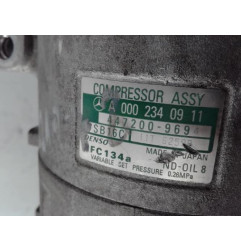 COMPRESSOR ASSY
A 000 234 09 11
447200-969
DENSO
MADE IN JAPAN
HFC134a
ND-OIL 8
VARIABLE SET PRESSURE 0.26MPa